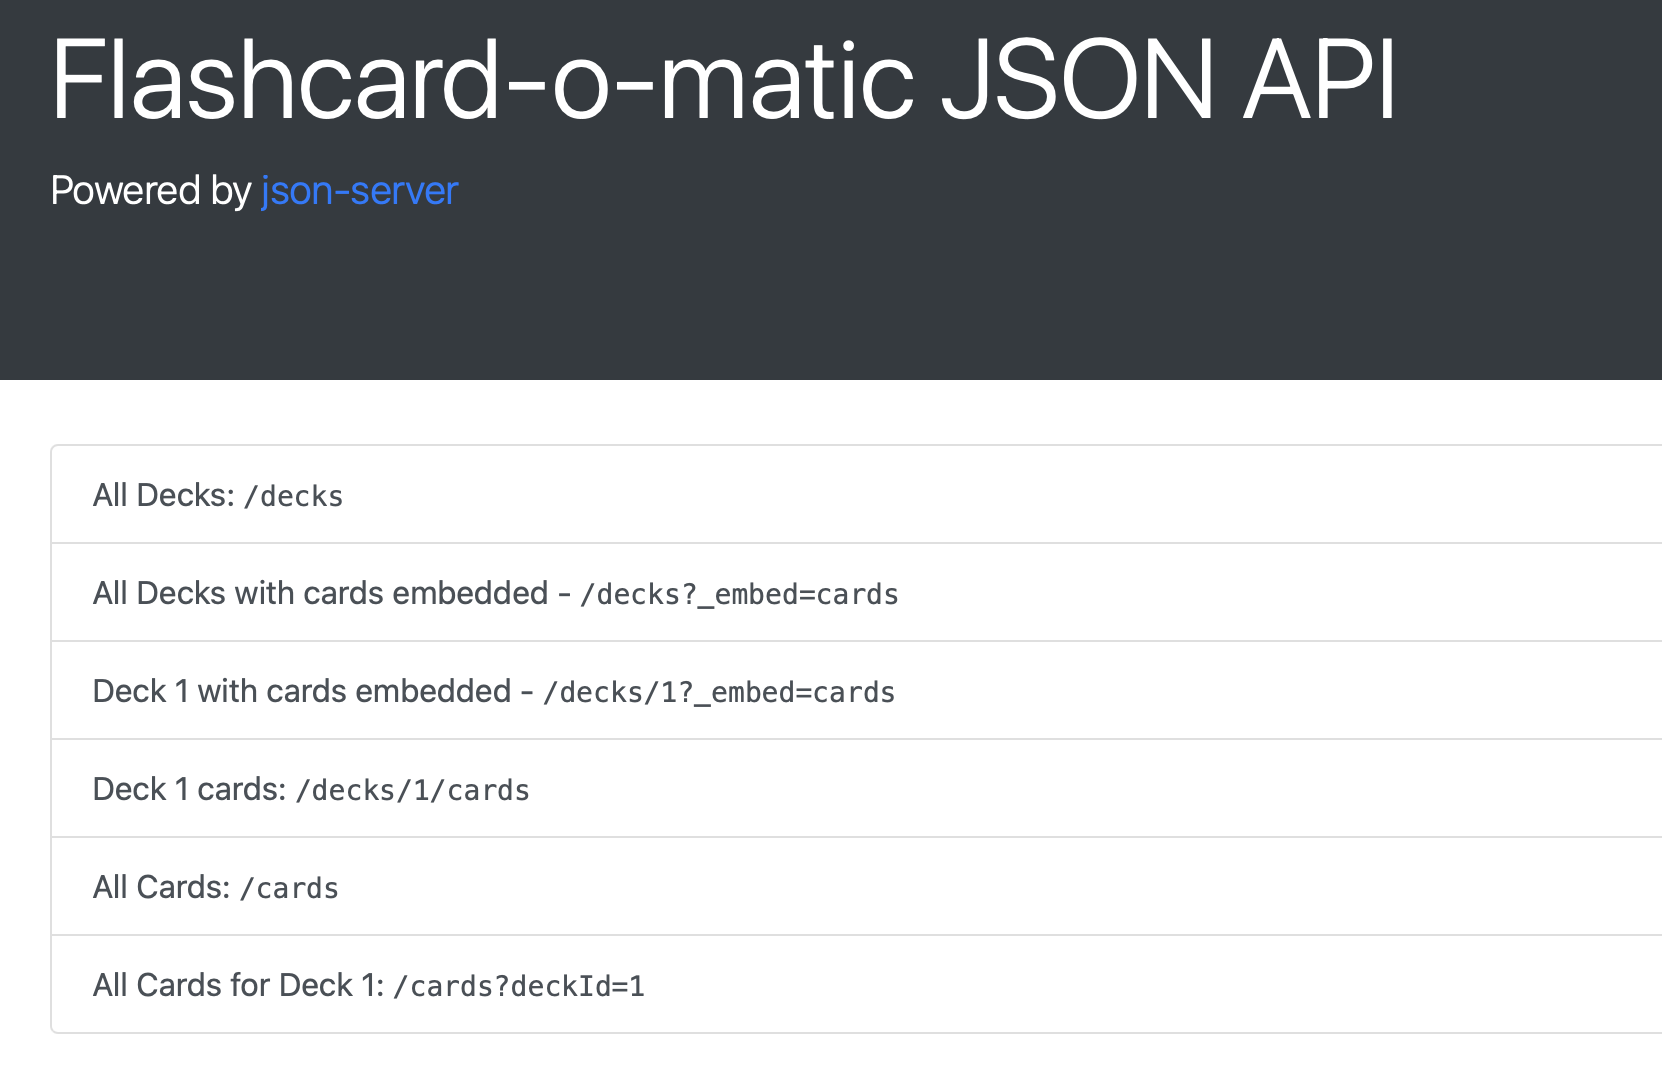 Flashcard-o-matic JSON API
Powered by json-server
All Decks: /decks
All Decks with cards embedded - /decks?_embed=cards
Deck 1 with cards embedded - /decks/1?_embed=cards
Deck 1 cards: /decks/1/cards
All Cards: /cards
All Cards for Deck 1: /cards?deckId=1